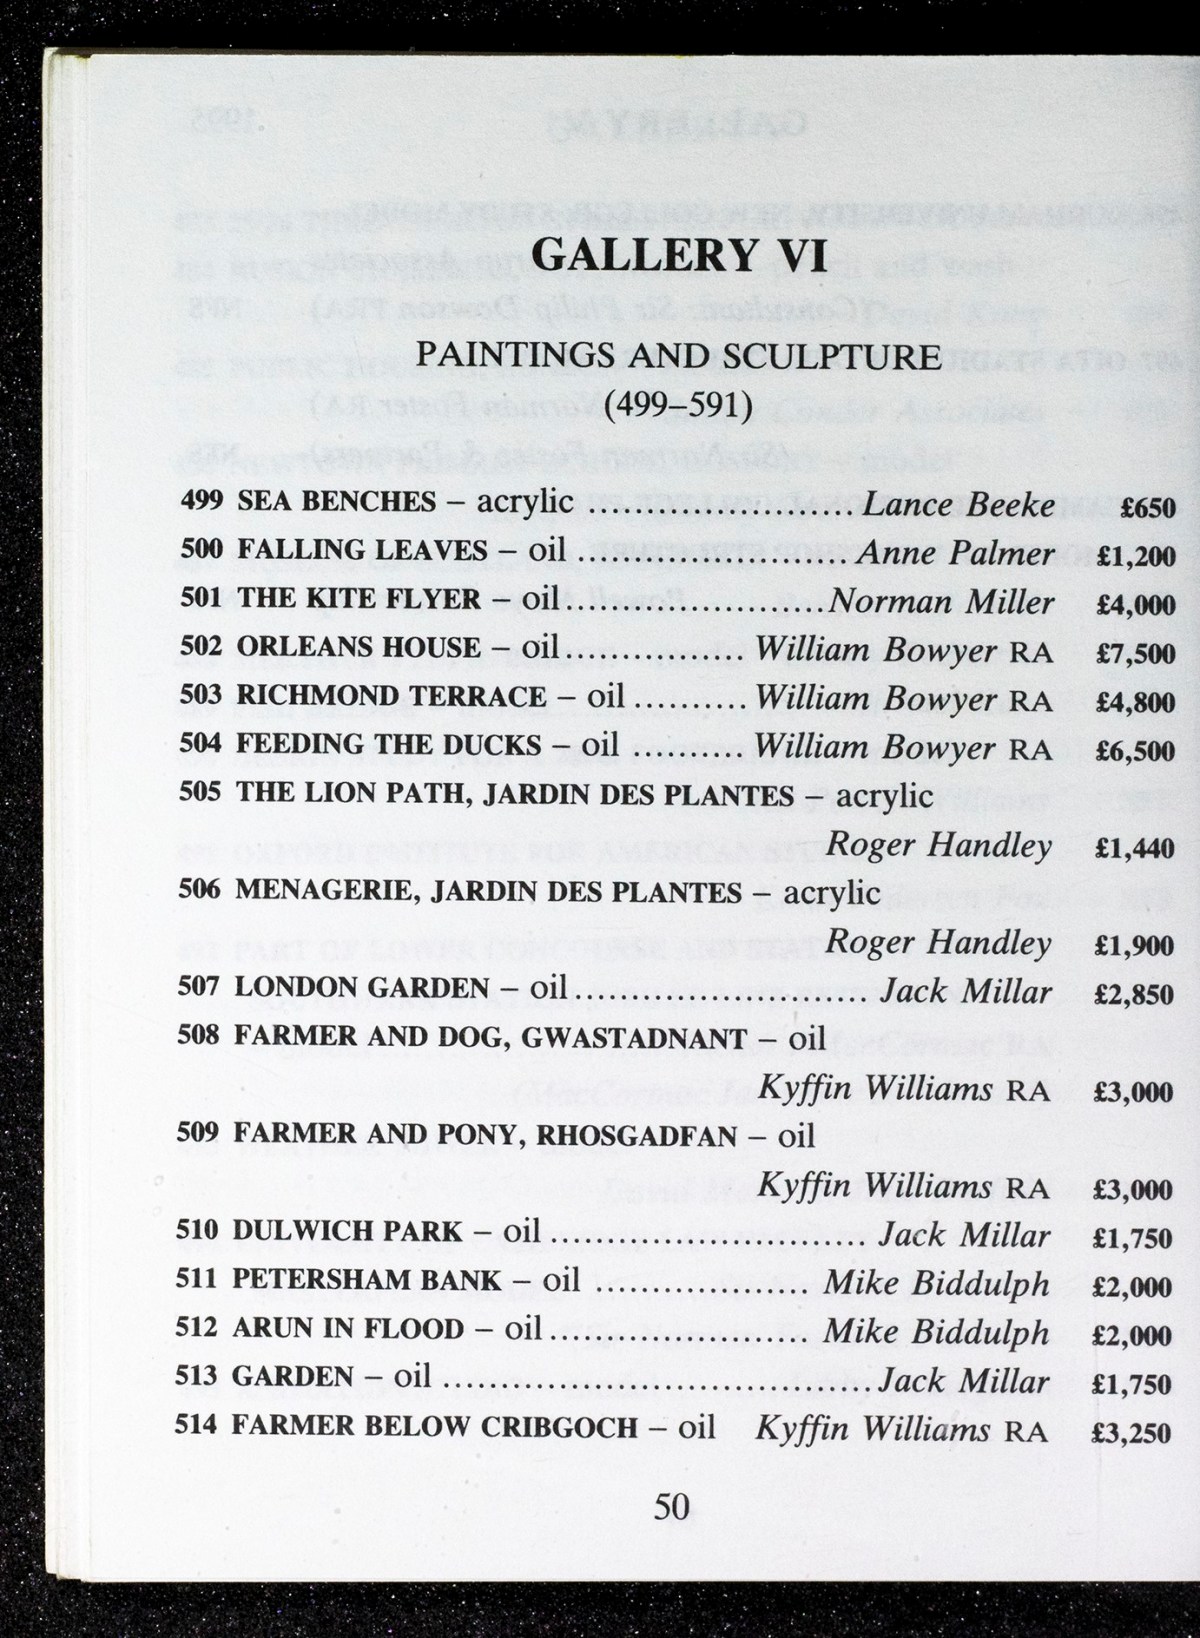 GALLERY VI
PAINTINGS AND SCULPTURE
(499–591)
499 SEA BENCHES – acrylic ........................ Lance Beeke £650
500 FALLING LEAVES – oil .......................... Anne Palmer £1,200
501 THE KITE FLYER – oil ....................... Norman Miller £4,000
502 ORLEANS HOUSE – oil ................ William Bowyer RA £7,500
503 RICHMOND TERRACE – oil .......... William Bowyer RA £4,800
504 FEEDING THE DUCKS – oil .......... William Bowyer RA £6,500
505 THE LION PATH, JARDIN DES PLANTES – acrylic
Roger Handley £1,440
506 MENAGERIE, JARDIN DES PLANTES – acrylic
Roger Handley £1,900
507 LONDON GARDEN – oil .......................... Jack Millar £2,850
508 FARMER AND DOG, GWASTADNANT – oil
Kyffin Williams RA £3,000
509 FARMER AND PONY, RHOSGADFAN – oil
Kyffin Williams RA £3,000
510 DULWICH PARK – oil ............................ Jack Millar £1,750
511 PETERSHAM BANK – oil ................... Mike Biddulph £2,000
512 ARUN IN FLOOD – oil ....................... Mike Biddulph £2,000
513 GARDEN – oil ...................................... Jack Millar £1,750
514 FARMER BELOW CRIBGOCH – oil Kyffin Williams RA £3,250
50